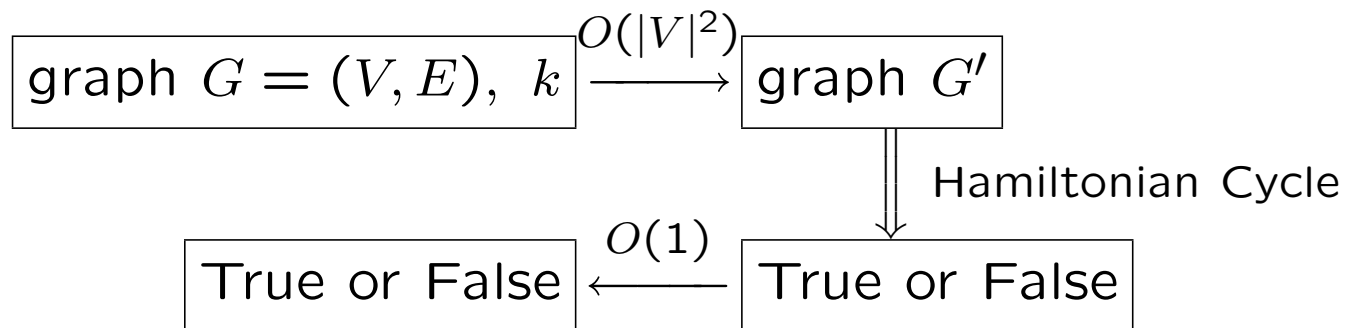 O(|V|²)
graph G = (V, E), k
graph G′
Hamiltonian Cycle
O(1)
True or False
True or False